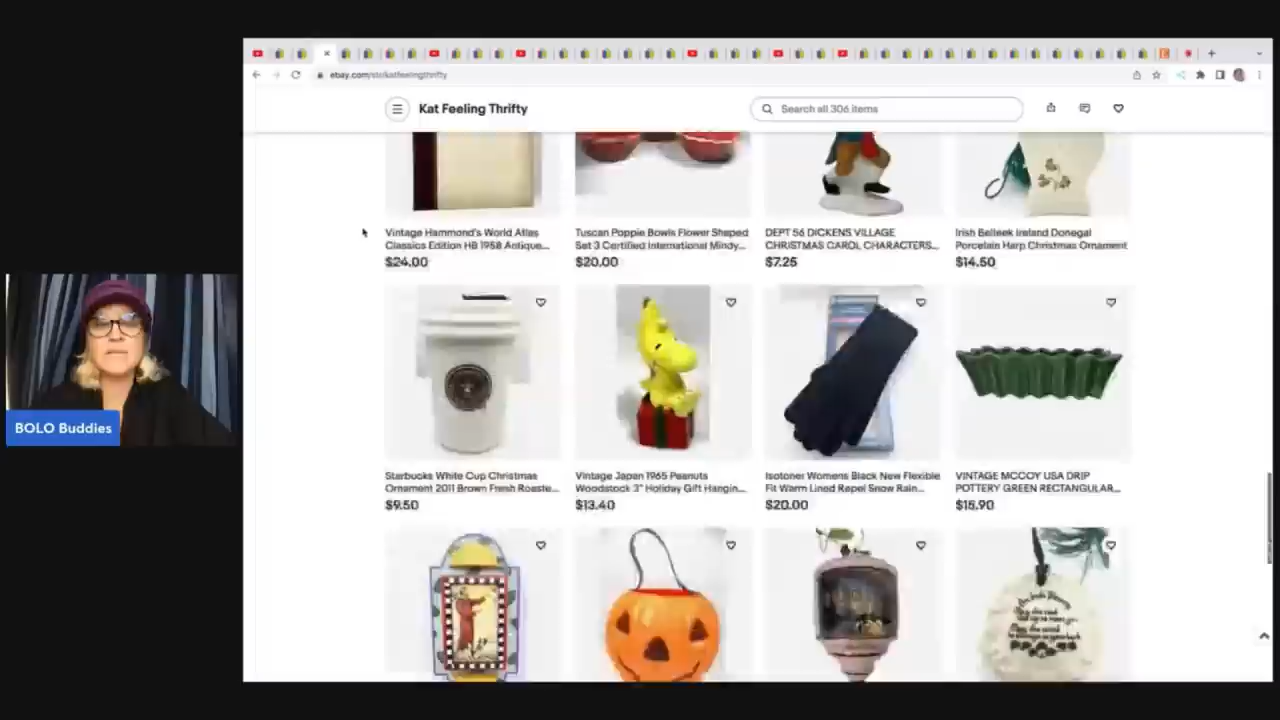 ebay.com/str/katfeelingthrifty
Kat Feeling Thrifty
Search all 306 items
Vintage Hammond's World Atlas
Classics Edition HB 1958 Antique...
$24.00
Tuscan Poppie Bowls Flower Shaped
Set 3 Certified International Mindy...
$20.00
DEPT 56 DICKENS VILLAGE
CHRISTMAS CAROL CHARACTERS...
$7.25
Irish Belleek Ireland Donegal
Porcelain Harp Christmas Ornament
$14.50
BOLO Buddies
Starbucks White Cup Christmas
Ornament 2011 Brown Fresh Roaste...
$9.50
Vintage Japan 1965 Peanuts
Woodstock 3" Holiday Gift Hangin...
$13.40
Isotoner Womens Black New Flexible
Fit Warm Lined Repel Snow Rain...
$20.00
VINTAGE MCCOY USA DRIP
POTTERY GREEN RECTANGULAR...
$15.90